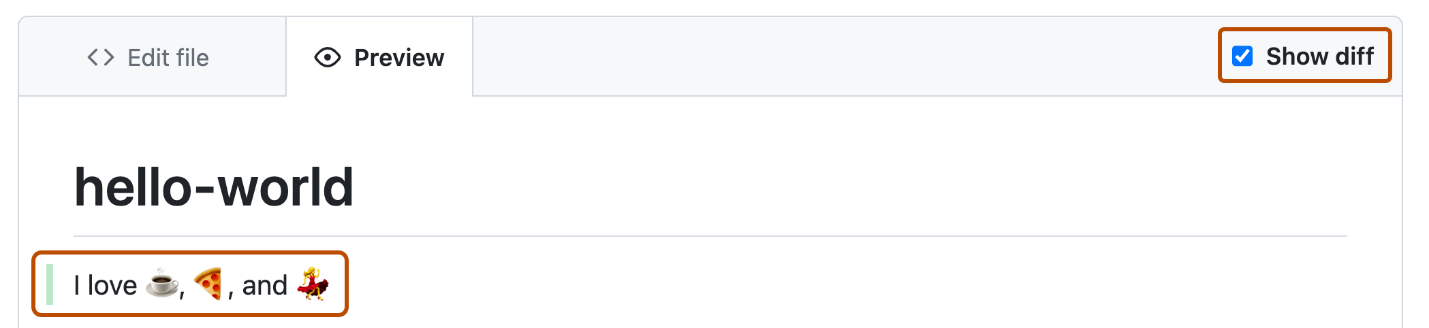 <> Edit file
Preview
Show diff
hello-world
I love ☕, 🍕, and 💃